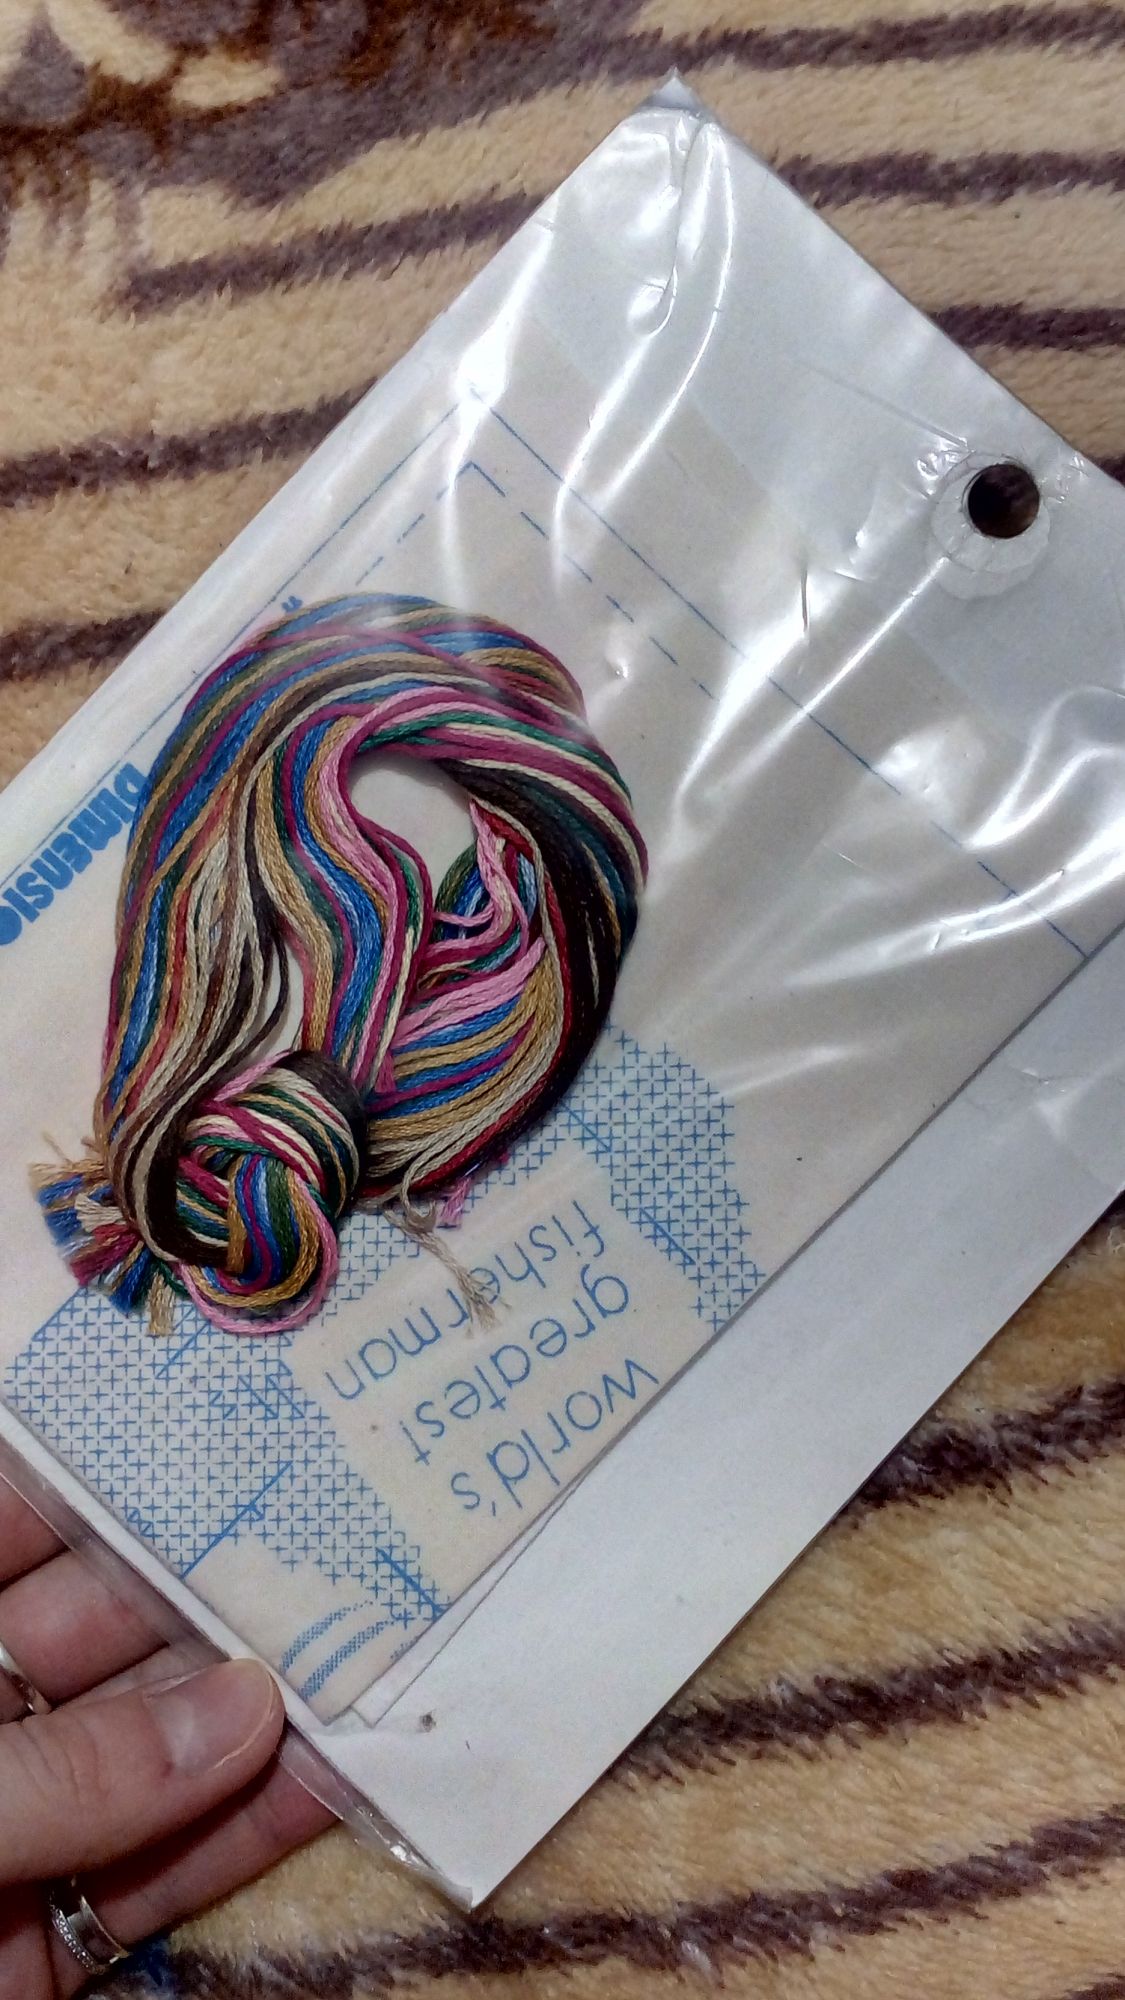 world's
greatest
fisherman
Dimensio